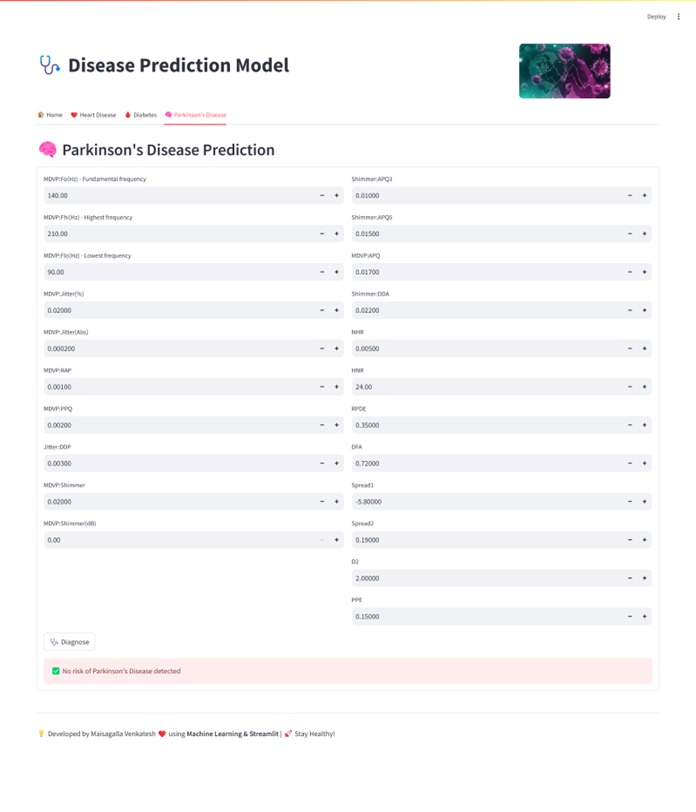 Deploy
🩺 Disease Prediction Model
🏠 Home ❤️ Heart Disease 🩸 Diabetes 🧠 Parkinson's Disease
🧠 Parkinson's Disease Prediction
MDVP:Fo(Hz) - Fundamental frequency
140.00
MDVP:Fhi(Hz) - Highest frequency
210.00
MDVP:Flo(Hz) - Lowest frequency
90.00
MDVP:Jitter(%)
0.02000
MDVP:Jitter(Abs)
0.000200
MDVP:RAP
0.00100
MDVP:PPQ
0.00200
Jitter:DDP
0.00300
MDVP:Shimmer
0.02000
MDVP:Shimmer(dB)
0.00
Shimmer:APQ3
0.01000
Shimmer:APQ5
0.01500
MDVP:APQ
0.01700
Shimmer:DDA
0.02200
NHR
0.00500
HNR
24.00
RPDE
0.35000
DFA
0.72000
Spread1
-5.80000
Spread2
0.19000
D2
2.00000
PPE
0.15000
🩺 Diagnose
✅ No risk of Parkinson's Disease detected
💡 Developed by Maisagalla Venkatesh ❤️ using Machine Learning & Streamlit | 🚀 Stay Healthy!